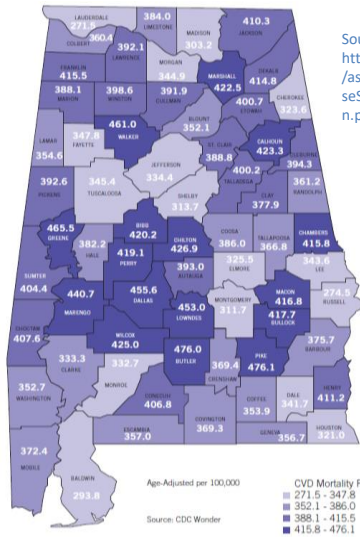 LAUDERDALE
271.5
360.4
COLBERT
384.0
LIMESTONE
MADISON
303.2
410.3
JACKSON
Sou
htt
/as
seS
n.p
FRANKLIN
415.5
392.1
LAWRENCE
MORGAN
344.9
MARSHALL
422.5
DEKALB
414.8
388.1
MARION
398.6
WINSTON
391.9
CULLMAN
400.7
ETOWAH
CHEROKEE
323.6
BLOUNT
352.1
461.0
WALKER
LAMAR
354.6
347.8
FAYETTE
JEFFERSON
334.4
ST. CLAIR
388.8
CALHOUN
423.3
CLEBURNE
394.3
392.6
PICKENS
345.4
TUSCALOOSA
SHELBY
313.7
400.2
TALLADEGA
CLAY
377.9
361.2
RANDOLPH
465.5
GREENE
382.2
HALE
BIBB
420.2
CHILTON
426.9
COOSA
386.0
TALLAPOOSA
366.8
CHAMBERS
415.8
SUMTER
404.4
419.1
PERRY
393.0
AUTAUGA
325.5
ELMORE
343.6
LEE
440.7
MARENGO
455.6
DALLAS
453.0
LOWNDES
MONTGOMERY
311.7
MACON
416.8
274.5
RUSSELL
417.7
BULLOCK
CHOCTAW
407.6
WILCOX
425.0
476.0
BUTLER
PIKE
476.1
375.7
BARBOUR
333.3
CLARKE
332.7
MONROE
369.4
CRENSHAW
352.7
WASHINGTON
CONECUH
406.8
COFFEE
353.9
DALE
341.7
HENRY
411.2
COVINGTON
369.3
ESCAMBIA
357.0
GENEVA
356.7
HOUSTON
321.0
372.4
MOBILE
BALDWIN
293.8
Age-Adjusted per 100,000
Source: CDC Wonder
CVD Mortality R
271.5 - 347.8
352.1 - 386.0
388.1 - 415.5
415.8 - 476.1